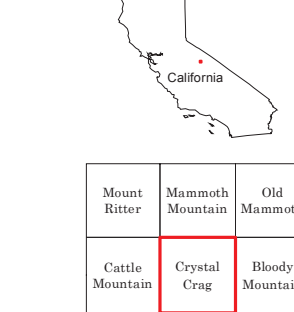 California
Mount Mammoth Old
Ritter Mountain Mammot
Cattle Crystal Bloody
Mountain Crag Mountai